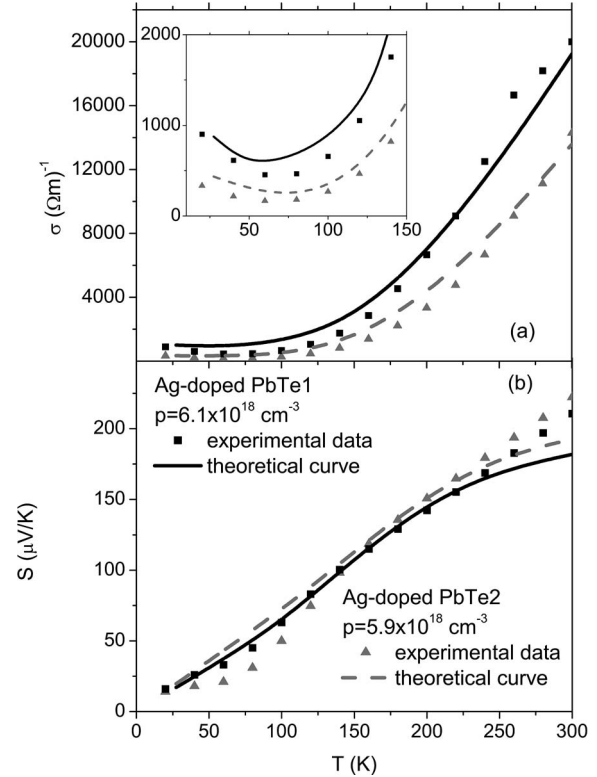 20000
16000
12000
8000
4000
σ (Ωm)⁻¹
2000
1000
0
0
50
100
150
(a)
(b)
Ag-doped PbTe1
p=6.1x10¹⁸ cm⁻³
experimental data
theoretical curve
200
150
100
50
0
S (μV/K)
Ag-doped PbTe2
p=5.9x10¹⁸ cm⁻³
experimental data
theoretical curve
0
50
100
150
200
250
300
T (K)